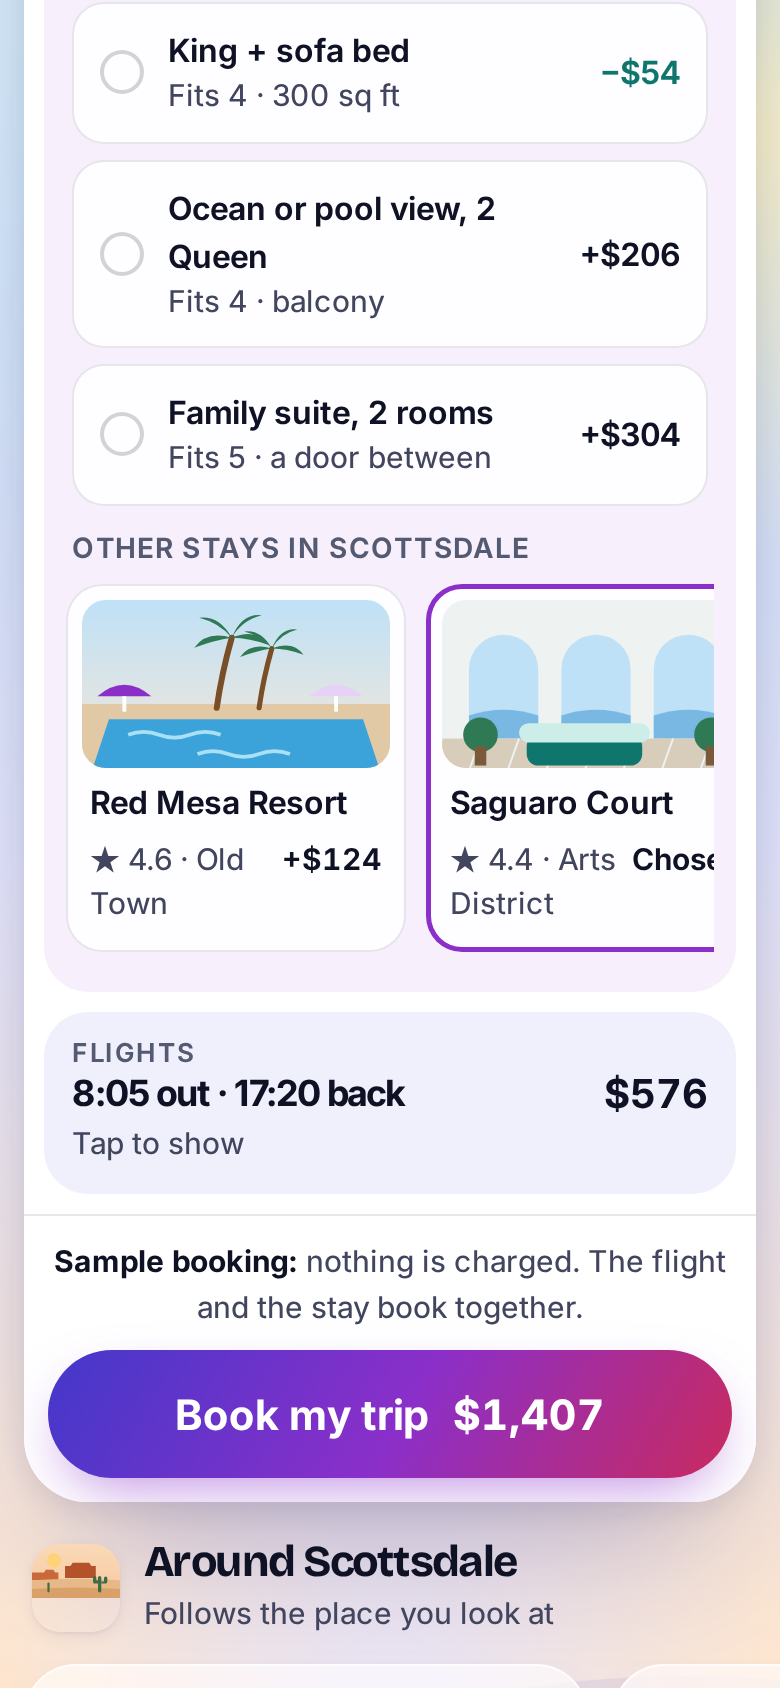 King + sofa bed
Fits 4 · 300 sq ft
−$54
Ocean or pool view, 2
Queen
Fits 4 · balcony
+$206
Family suite, 2 rooms
Fits 5 · a door between
+$304
OTHER STAYS IN SCOTTSDALE
Red Mesa Resort
★ 4.6 · Old
Town
+$124
Saguaro Court
★ 4.4 · Arts
District
Chose
FLIGHTS
8:05 out · 17:20 back
$576
Tap to show
Sample booking: nothing is charged. The flight
and the stay book together.
Book my trip $1,407
Around Scottsdale
Follows the place you look at